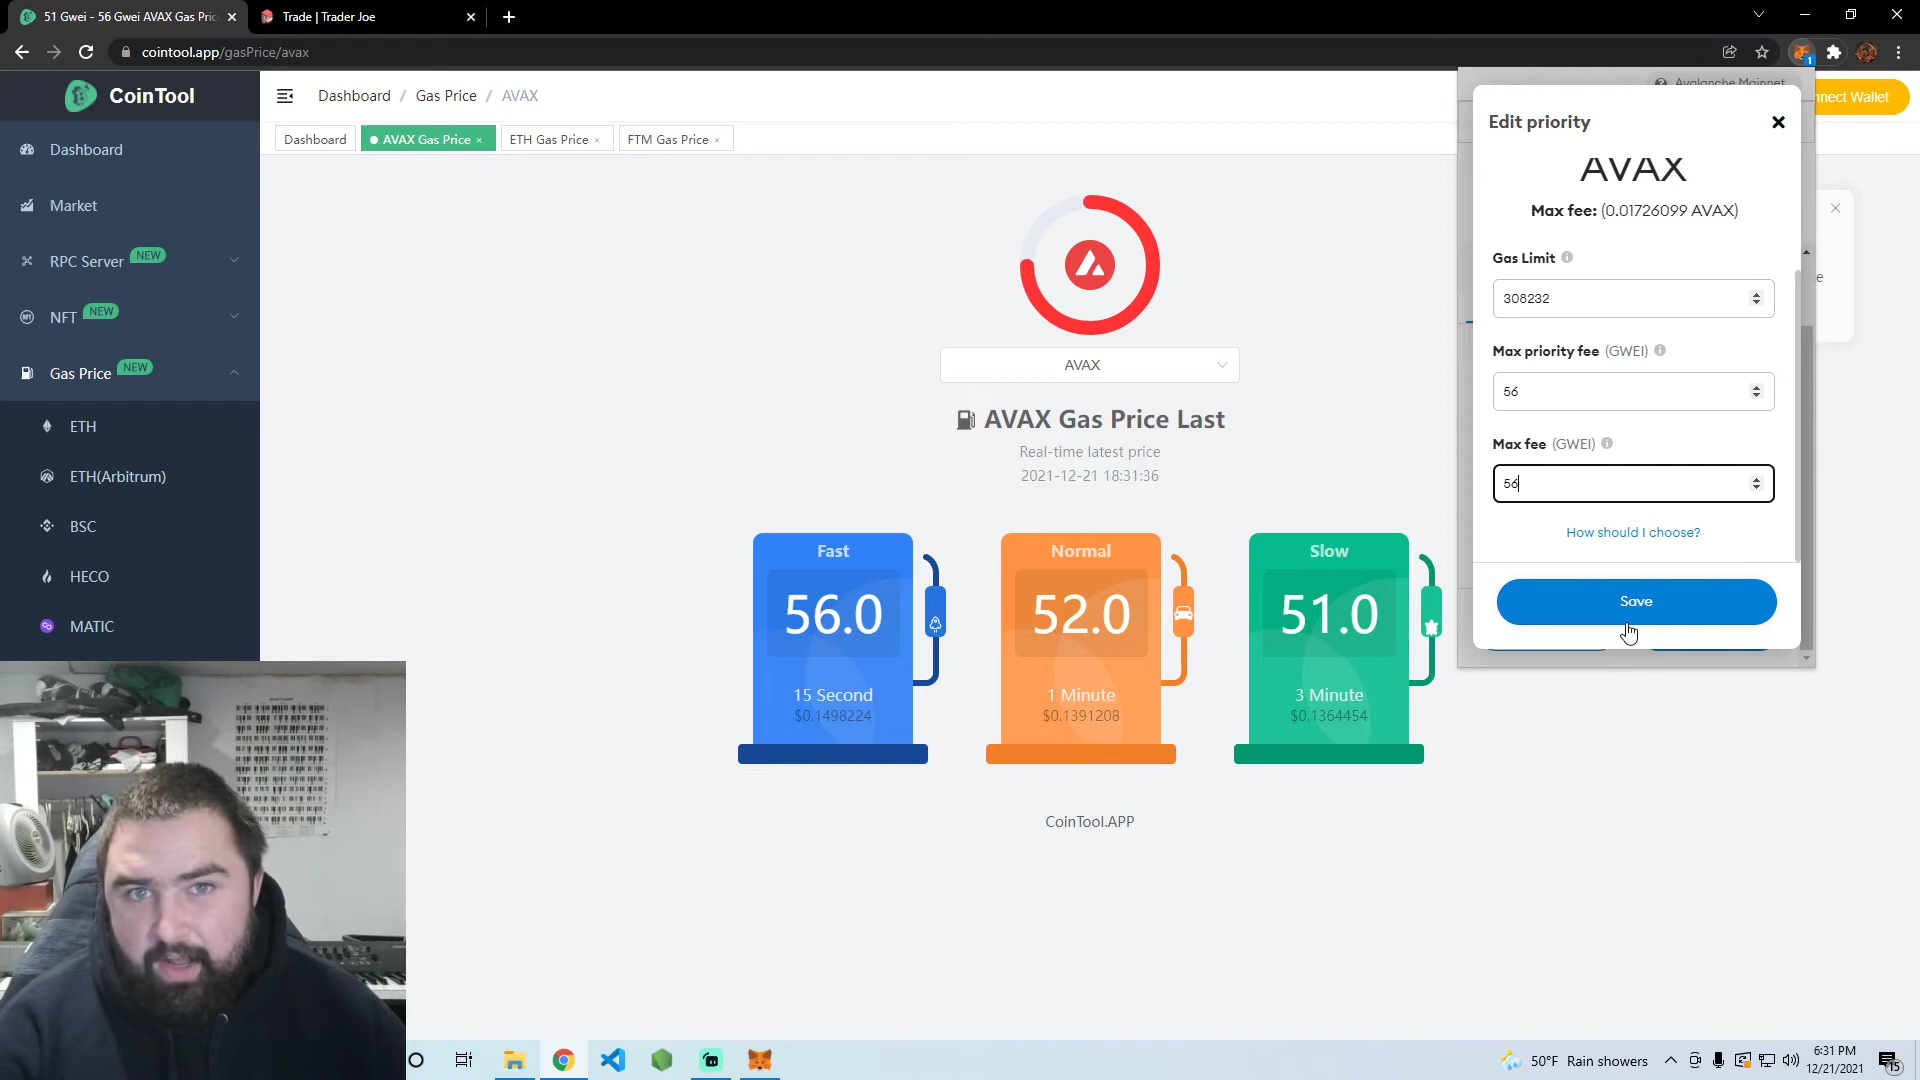 51 Gwei - 56 Gwei AVAX Gas Pric
Trade | Trader Joe
cointool.app/gasPrice/avax
1
CoinTool
Dashboard / Gas Price / AVAX
Avalanche Mainnet
nnect Wallet
Dashboard
AVAX Gas Price ×
ETH Gas Price ×
FTM Gas Price ×
Dashboard
Market
RPC Server NEW
NFT NEW
Gas Price NEW
ETH
ETH(Arbitrum)
BSC
HECO
MATIC
AVAX
AVAX Gas Price Last
Real-time latest price
2021-12-21 18:31:36
Fast
56.0
15 Second
$0.1498224
Normal
52.0
1 Minute
$0.1391208
Slow
51.0
3 Minute
$0.1364454
CoinTool.APP
Edit priority
AVAX
Max fee: (0.01726099 AVAX)
Gas Limit
308232
Max priority fee (GWEI)
56
Max fee (GWEI)
56
How should I choose?
Save
e
50°F Rain showers
6:31 PM
12/21/2021
15